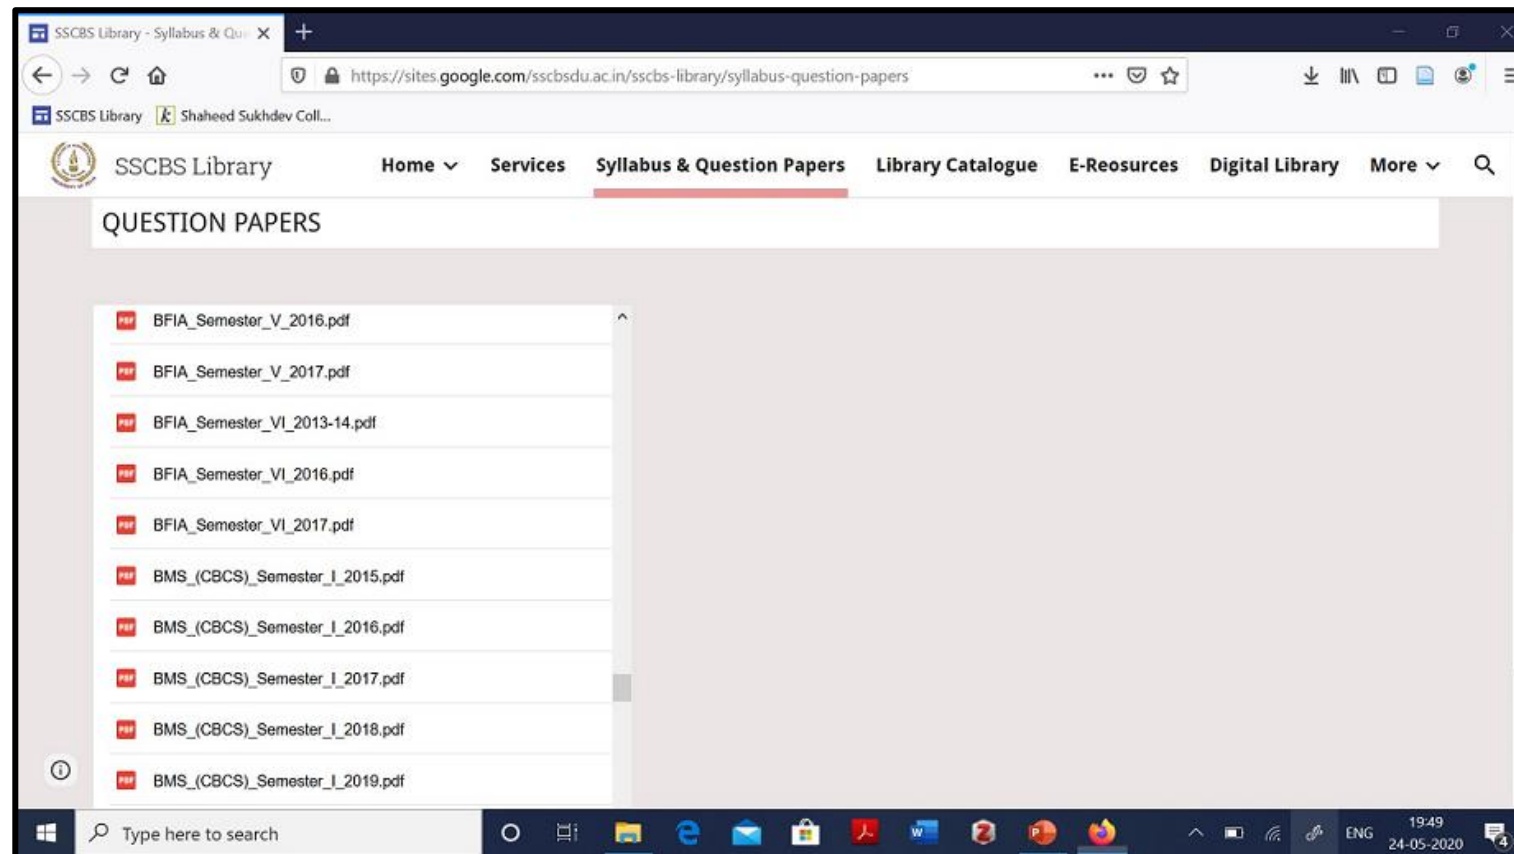 SSCBS Library - Syllabus & Que
https://sites.google.com/sscbsdu.ac.in/sscbs-library/syllabus-question-papers
SSCBS Library Shaheed Sukhdev Coll...
SSCBS Library Home Services Syllabus & Question Papers Library Catalogue E-Reosurces Digital Library More
QUESTION PAPERS
BFIA_Semester_V_2016.pdf
BFIA_Semester_V_2017.pdf
BFIA_Semester_VI_2013-14.pdf
BFIA_Semester_VI_2016.pdf
BFIA_Semester_VI_2017.pdf
BMS_(CBCS)_Semester_I_2015.pdf
BMS_(CBCS)_Semester_I_2016.pdf
BMS_(CBCS)_Semester_I_2017.pdf
BMS_(CBCS)_Semester_I_2018.pdf
BMS_(CBCS)_Semester_I_2019.pdf
Type here to search ENG 19:49
24-05-2020 4